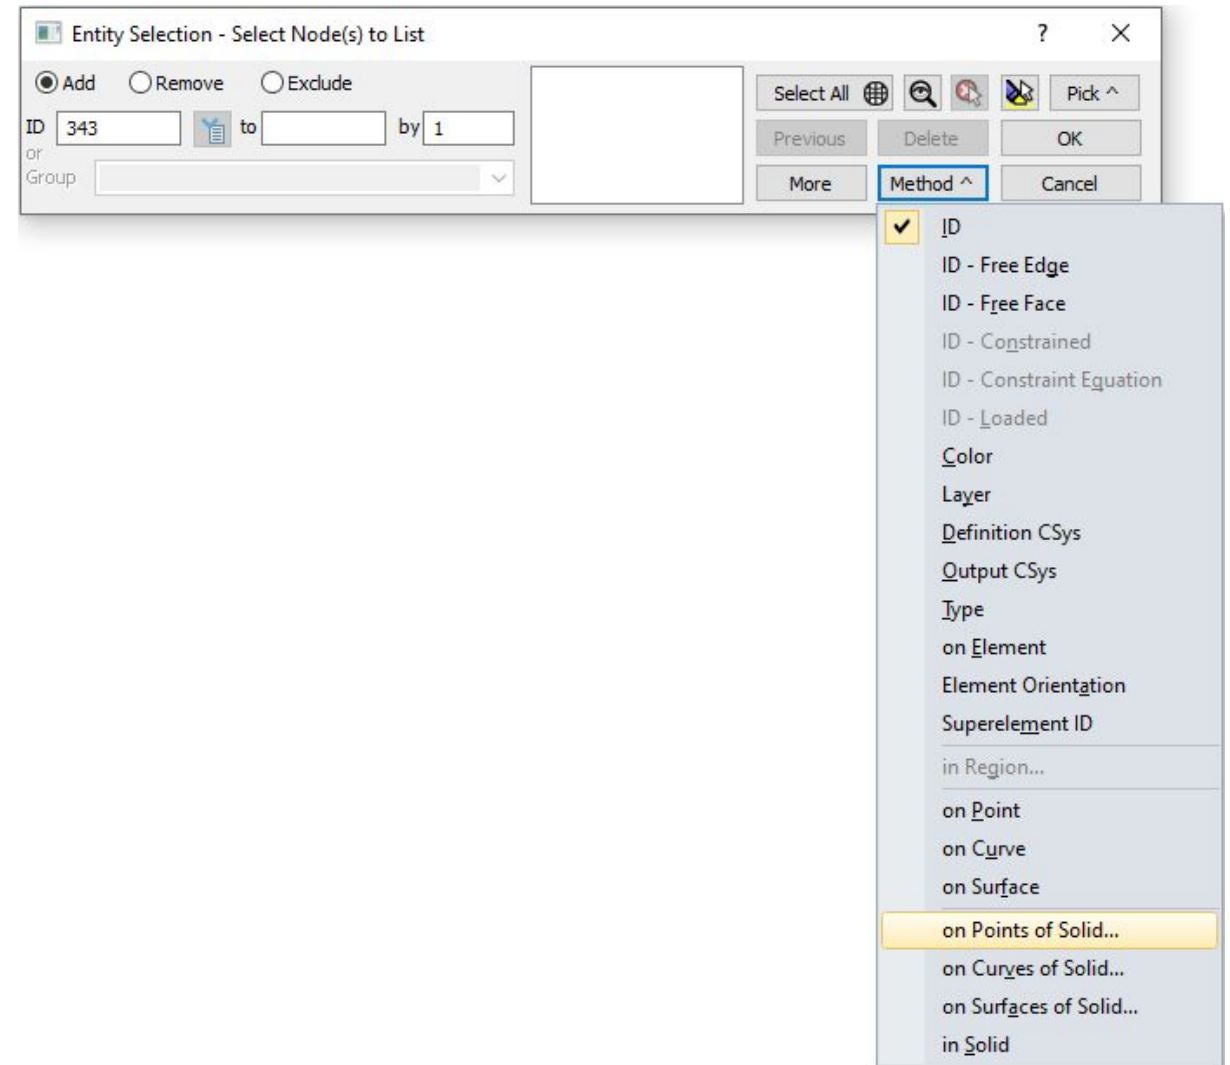 Entity Selection - Select Node(s) to List ? X
Add Remove Exclude
Select All Pick ^
ID 343 to by 1
Previous Delete OK
or
Group
More Method ^ Cancel
ID
ID - Free Edge
ID - Free Face
ID - Constrained
ID - Constraint Equation
ID - Loaded
Color
Layer
Definition CSys
Output CSys
Type
on Element
Element Orientation
Superelement ID
in Region...
on Point
on Curve
on Surface
on Points of Solid...
on Curves of Solid...
on Surfaces of Solid...
in Solid